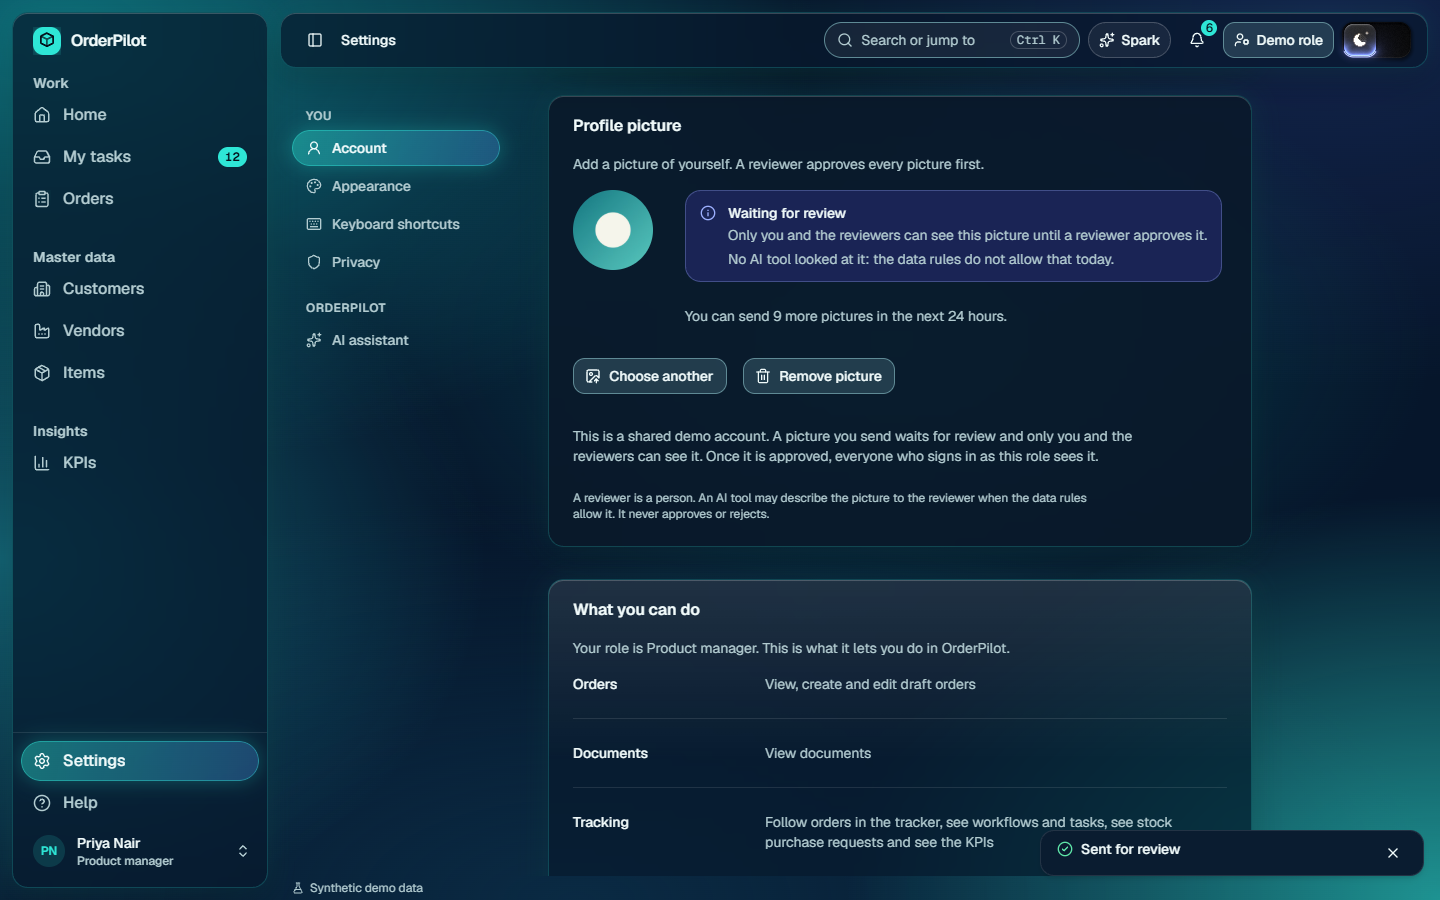 OrderPilot
Work
Home
My tasks
12
Orders
Master data
Customers
Vendors
Items
Insights
KPIs
Settings
Help
PN
Priya Nair
Product manager
Settings
Search or jump to
Ctrl K
Spark
6
Demo role
YOU
Account
Appearance
Keyboard shortcuts
Privacy
ORDERPILOT
AI assistant
Profile picture
Add a picture of yourself. A reviewer approves every picture first.
Waiting for review
Only you and the reviewers can see this picture until a reviewer approves it.
No AI tool looked at it: the data rules do not allow that today.
You can send 9 more pictures in the next 24 hours.
Choose another
Remove picture
This is a shared demo account. A picture you send waits for review and only you and the
reviewers can see it. Once it is approved, everyone who signs in as this role sees it.
A reviewer is a person. An AI tool may describe the picture to the reviewer when the data rules
allow it. It never approves or rejects.
What you can do
Your role is Product manager. This is what it lets you do in OrderPilot.
Orders
View, create and edit draft orders
Documents
View documents
Tracking
Follow orders in the tracker, see workflows and tasks, see stock
purchase requests and see the KPIs
Sent for review
Synthetic demo data